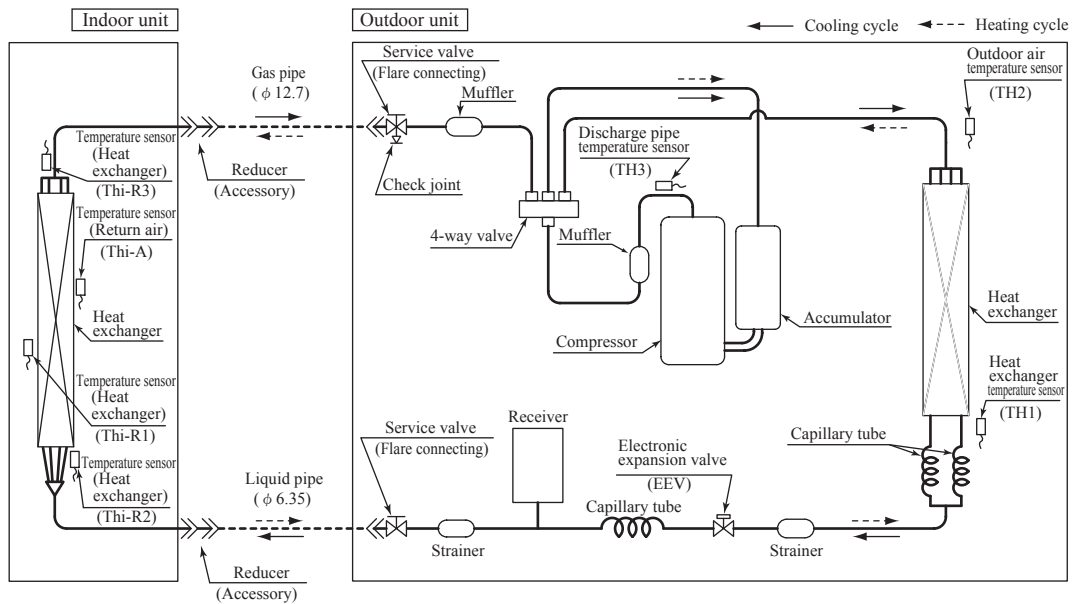 Indoor unit
Outdoor unit
Cooling cycle
Heating cycle
Service valve
(Flare connecting)
Muffler
Outdoor air
temperature sensor
(TH2)
Gas pipe
( ϕ 12.7)
Discharge pipe
temperature sensor
(TH3)
Temperature sensor
(Heat
exchanger)
(Thi-R3)
Reducer
(Accessory)
Check joint
Temperature sensor
(Return air)
(Thi-A)
4-way valve
Muffler
Heat
exchanger
Heat
exchanger
Compressor
Accumulator
Temperature sensor
(Heat
exchanger)
(Thi-R1)
Heat
exchanger
temperature sensor
(TH1)
Receiver
Service valve
(Flare connecting)
Electronic
expansion valve
(EEV)
Capillary tube
Temperature sensor
(Heat
exchanger)
(Thi-R2)
Liquid pipe
( ϕ 6.35)
Capillary tube
Strainer
Strainer
Reducer
(Accessory)